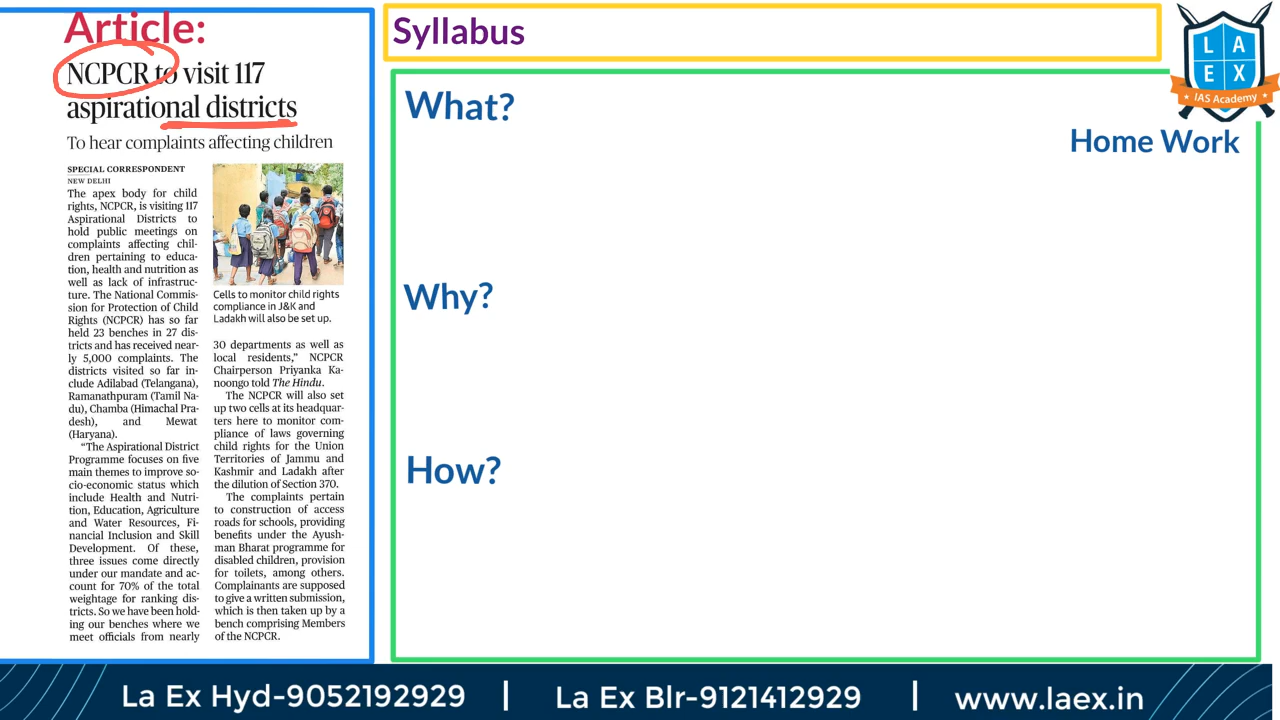 Article:
NCPCR to visit 117
aspirational districts
To hear complaints affecting children
SPECIAL CORRESPONDENT
NEW DELHI
The apex body for child
rights, NCPCR, is visiting 117
Aspirational Districts to
hold public meetings on
complaints affecting chil-
dren pertaining to educa-
tion, health and nutrition as
well as lack of infrastruc-
ture. The National Commis-
sion for Protection of Child
Rights (NCPCR) has so far
held 23 benches in 27 dis-
tricts and has received near-
ly 5,000 complaints. The
districts visited so far in-
clude Adilabad (Telangana),
Ramanathpuram (Tamil Na-
du), Chamba (Himachal Pra-
desh), and Mewat
(Haryana).
"The Aspirational District
Programme focuses on five
main themes to improve so-
cio-economic status which
include Health and Nutri-
tion, Education, Agriculture
and Water Resources, Fi-
nancial Inclusion and Skill
Development. Of these,
three issues come directly
under our mandate and ac-
count for 70% of the total
weightage for ranking dis-
tricts. So we have been hold-
ing our benches where we
meet officials from nearly
Cells to monitor child rights
compliance in J&K and
Ladakh will also be set up.
30 departments as well as
local residents," NCPCR
Chairperson Priyanka Ka-
noongo told The Hindu.
The NCPCR will also set
up two cells at its headquar-
ters here to monitor com-
pliance of laws governing
child rights for the Union
Territories of Jammu and
Kashmir and Ladakh after
the dilution of Section 370.
The complaints pertain
to construction of access
roads for schools, providing
benefits under the Ayush-
man Bharat programme for
disabled children, provision
for toilets, among others.
Complainants are supposed
to give a written submission,
which is then taken up by a
bench comprising Members
of the NCPCR.
Syllabus
What?
Home Work
Why?
How?
L A
E X
IAS Academy
La Ex Hyd-9052192929 | La Ex Blr-9121412929 | www.laex.in